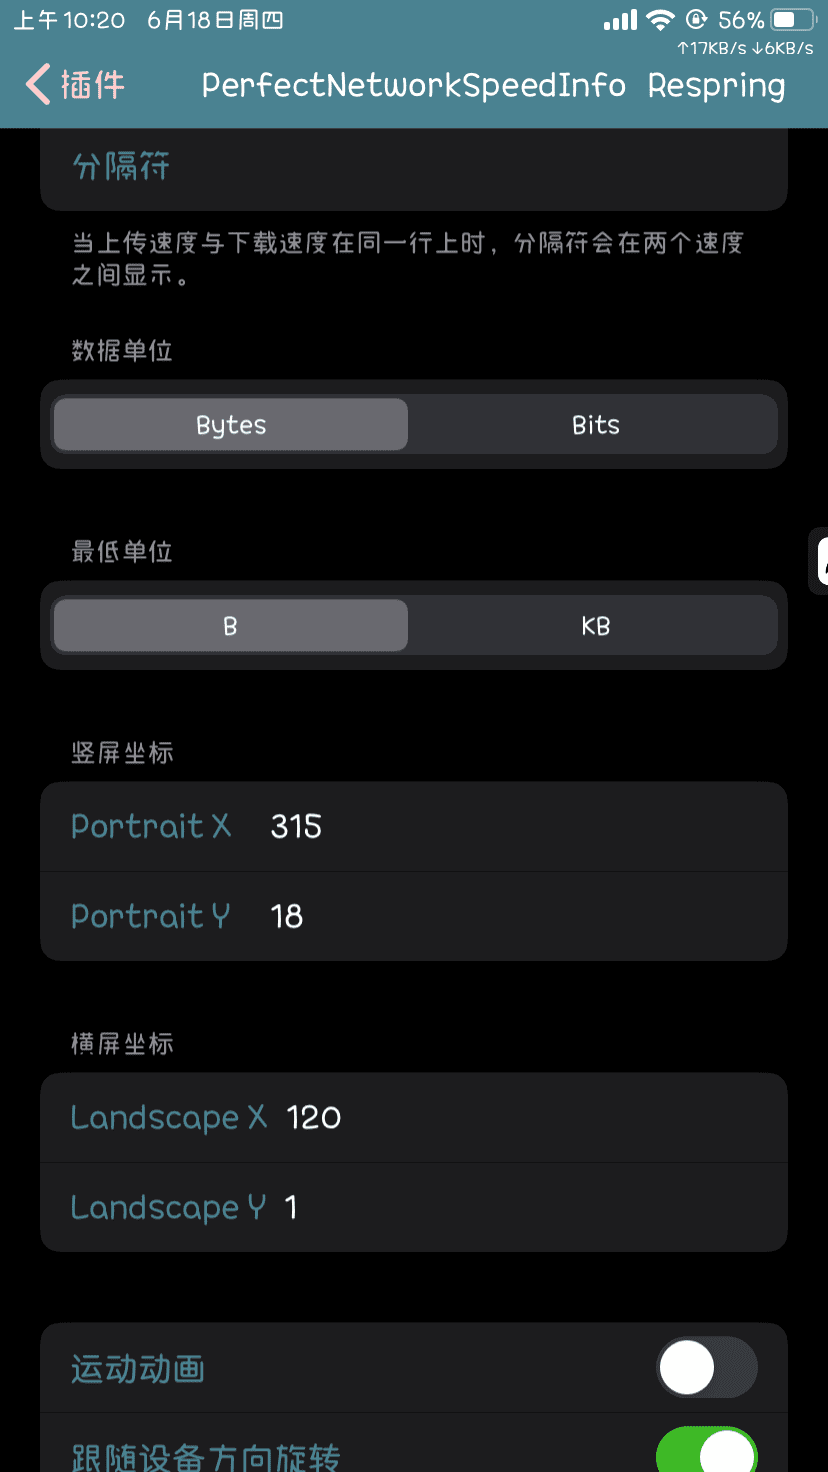 上午10:20 6月18日周四 56%
↑17KB/s ↓6KB/s
插件 PerfectNetworkSpeedInfo Respring
分隔符
当上传速度与下载速度在同一行上时，分隔符会在两个速度
之间显示。
数据单位
Bytes Bits
最低单位
B KB
竖屏坐标
Portrait X 315
Portrait Y 18
横屏坐标
Landscape X 120
Landscape Y 1
运动动画
跟随设备方向旋转